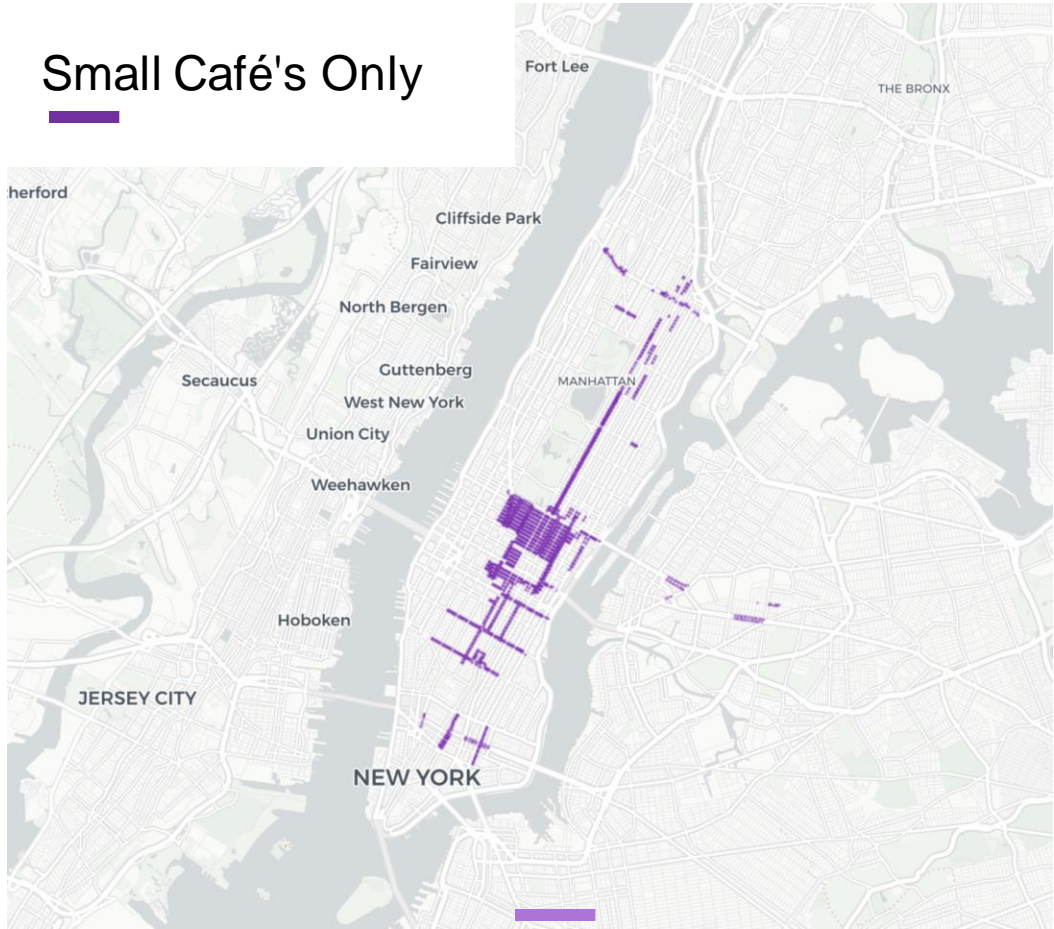 Small Café's Only
Fort Lee
THE BRONX
herford
Cliffside Park
Fairview
North Bergen
Guttenberg
Secaucus
MANHATTAN
West New York
Union City
Weehawken
Hoboken
JERSEY CITY
NEW YORK